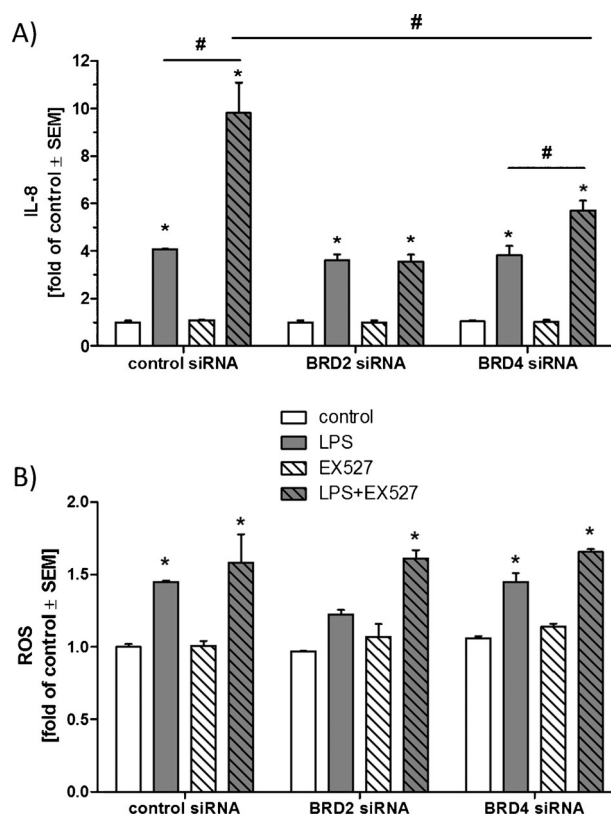 A)
#
#
*
*
*
*
#
*
*
12
10
8
6
4
2
0
IL-8
[fold of control ± SEM]
control siRNA BRD2 siRNA BRD4 siRNA
control
LPS
EX527
LPS+EX527
B)
*
*
*
*
*
2.0
1.5
1.0
0.5
0.0
ROS
[fold of control ± SEM]
control siRNA BRD2 siRNA BRD4 siRNA